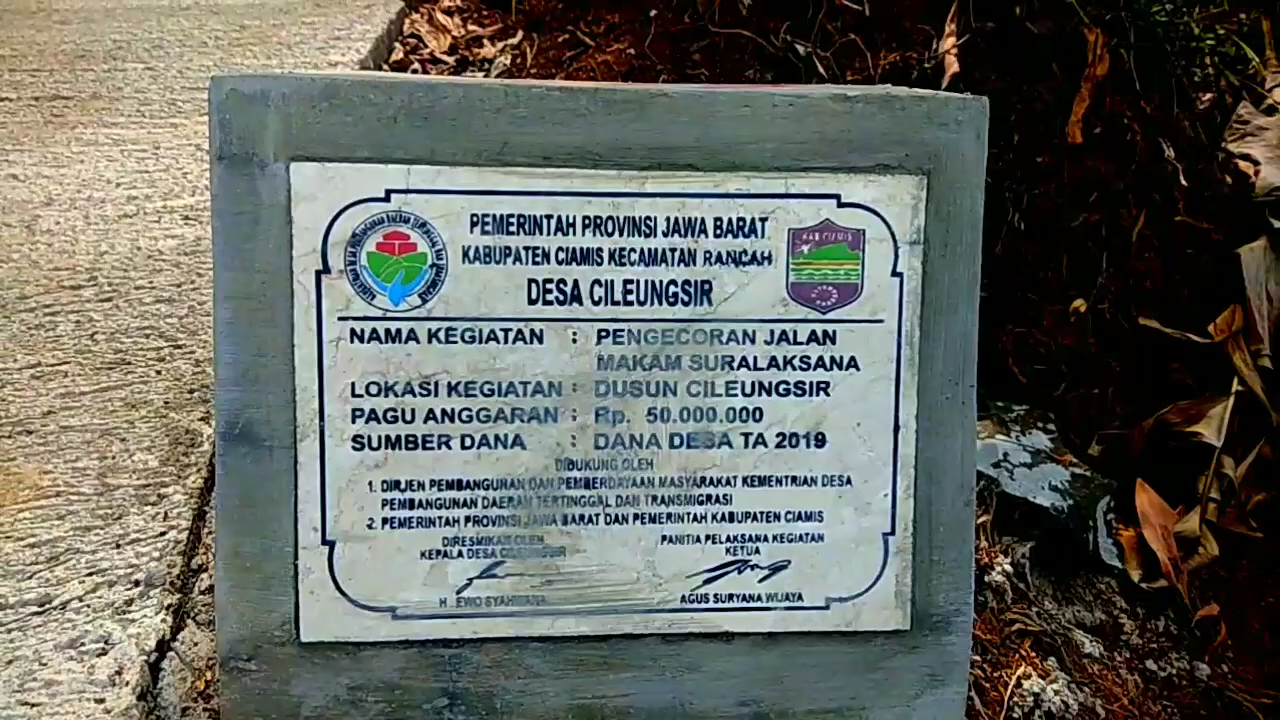 PEMERINTAH PROVINSI JAWA BARAT
KABUPATEN CIAMIS KECAMATAN RANCAH
DESA CILEUNGSIR
KAB CIAMIS
NAMA KEGIATAN : PENGECORAN JALAN
MAKAM SURALAKSANA
LOKASI KEGIATAN : DUSUN CILEUNGSIR
PAGU ANGGARAN : Rp. 50.000.000
SUMBER DANA : DANA DESA TA 2019
DIDUKUNG OLEH
1. DIRJEN PEMBANGUNAN DAN PEMBERDAYAAN MASYARAKAT KEMENTRIAN DESA
PEMBANGUNAN DAERAH TERTINGGAL DAN TRANSMIGRASI
2. PEMERINTAH PROVINSI JAWA BARAT DAN PEMERINTAH KABUPATEN CIAMIS
DIRESMIKAN OLEH
KEPALA DESA CILEUNGSIR
PANITIA PELAKSANA KEGIATAN
KETUA
H. EWO
AGUS SURYANA WIJAYA